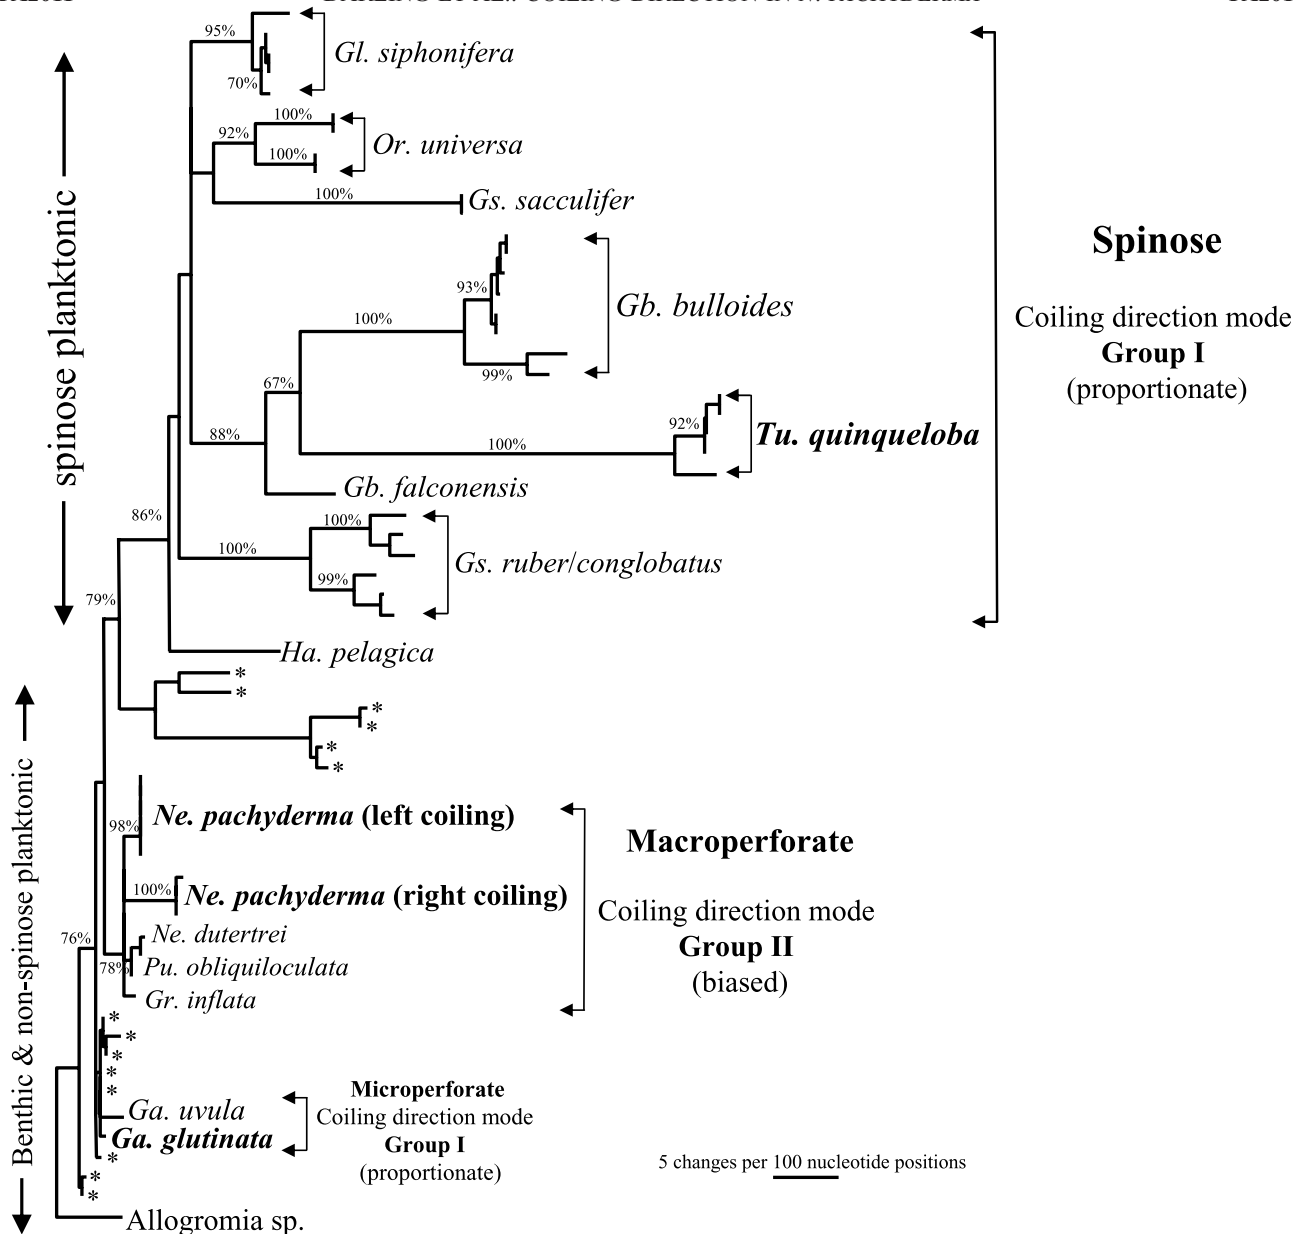 95%
Gl. siphonifera
70%
100%
92%
Or. universa
100%
100%
Gs. sacculifer
spinose planktonic
93%
Gb. bulloides
100%
99%
67%
92%
Tu. quinqueloba
88%
100%
Gb. falconensis
86%
100%
100%
Gs. ruber/conglobatus
99%
79%
Ha. pelagica
*
*
*
*
*
*
Spinose
Coiling direction mode
Group I
(proportionate)
Benthic & non-spinose planktonic
Ne. pachyderma (left coiling)
98%
100%
Ne. pachyderma (right coiling)
Ne. dutertrei
76%
78%
Pu. obliquiloculata
Gr. inflata
Macroperforate
Coiling direction mode
Group II
(biased)
*
*
*
*
*
Ga. uvula
Ga. glutinata
*
*
*
Allogromia sp.
Microperforate
Coiling direction mode
Group I
(proportionate)
5 changes per 100 nucleotide positions